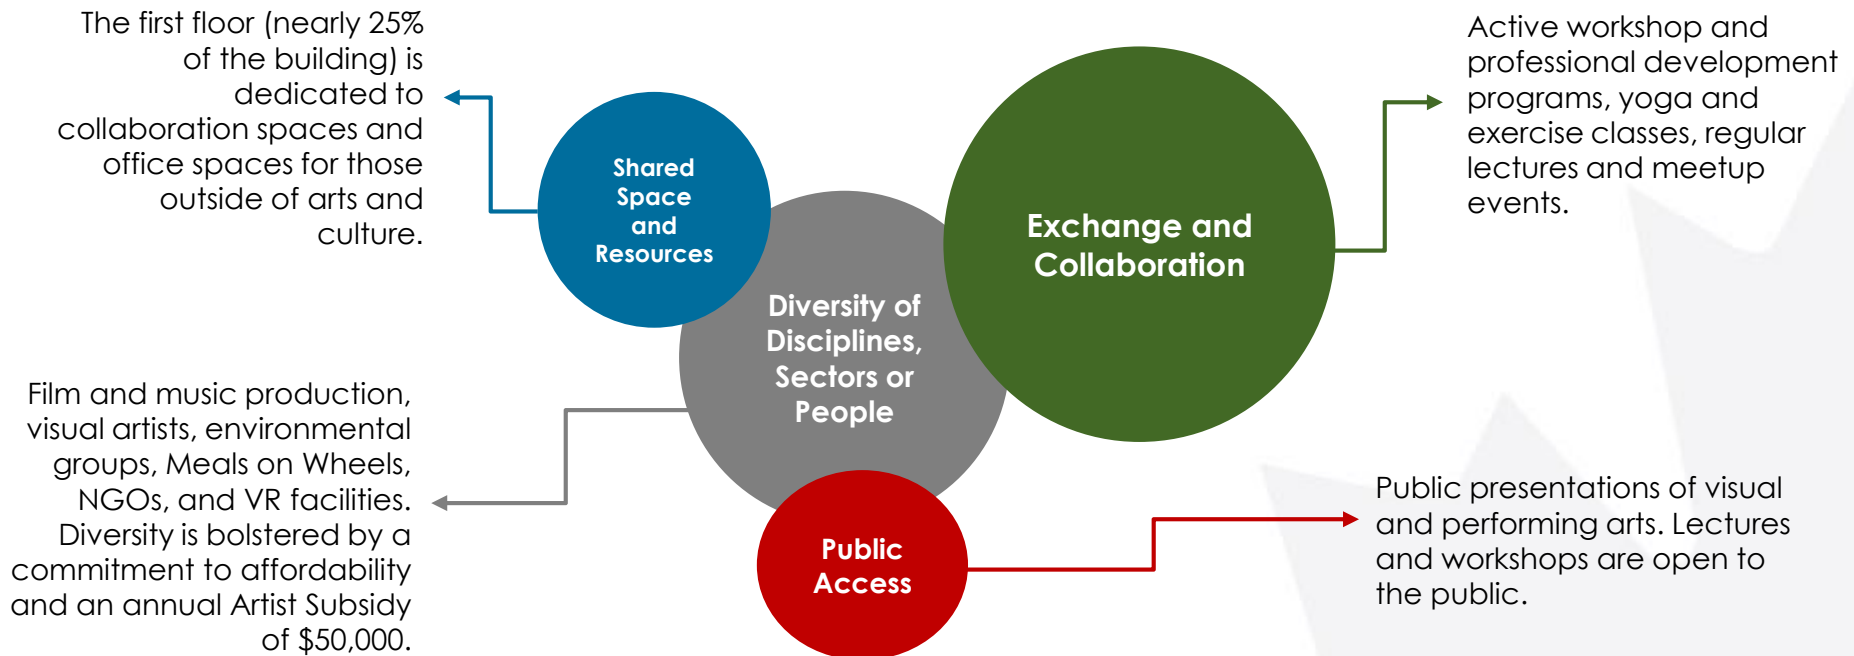 The first floor (nearly 25%
of the building) is
dedicated to
collaboration spaces and
office spaces for those
outside of arts and
culture.
Shared
Space
and
Resources
Exchange and
Collaboration
Active workshop and
professional development
programs, yoga and
exercise classes, regular
lectures and meetup
events.
Diversity of
Disciplines,
Sectors or
People
Film and music production,
visual artists, environmental
groups, Meals on Wheels,
NGOs, and VR facilities.
Diversity is bolstered by a
commitment to affordability
and an annual Artist Subsidy
of $50,000.
Public
Access
Public presentations of visual
and performing arts. Lectures
and workshops are open to
the public.